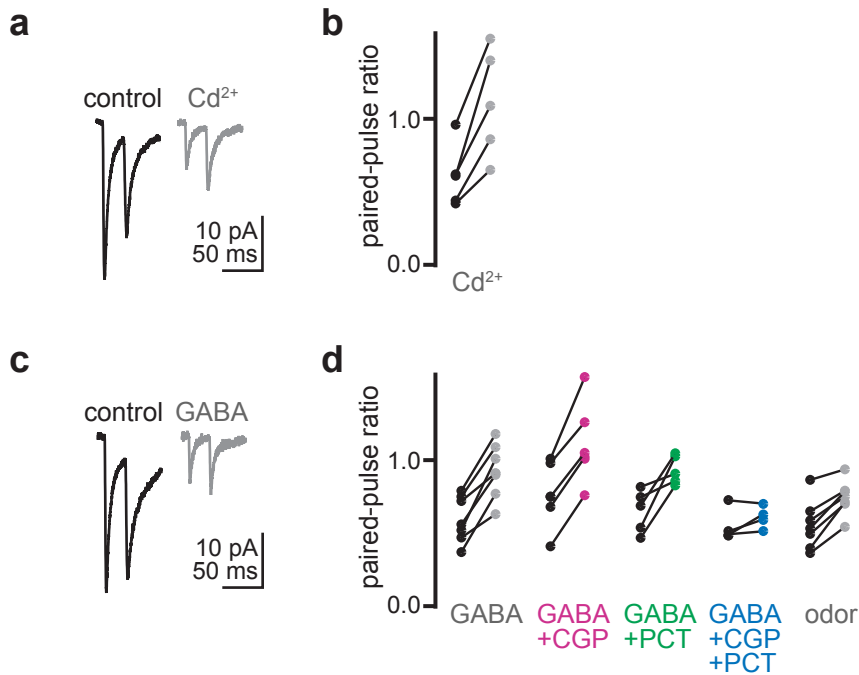 a
control Cd²⁺
10 pA
50 ms
b
paired-pulse ratio
1.0
0.0
Cd²⁺
c
control GABA
10 pA
50 ms
d
paired-pulse ratio
1.0
0.0
GABA
GABA
+CGP
GABA
+PCT
GABA
+CGP
+PCT
odor